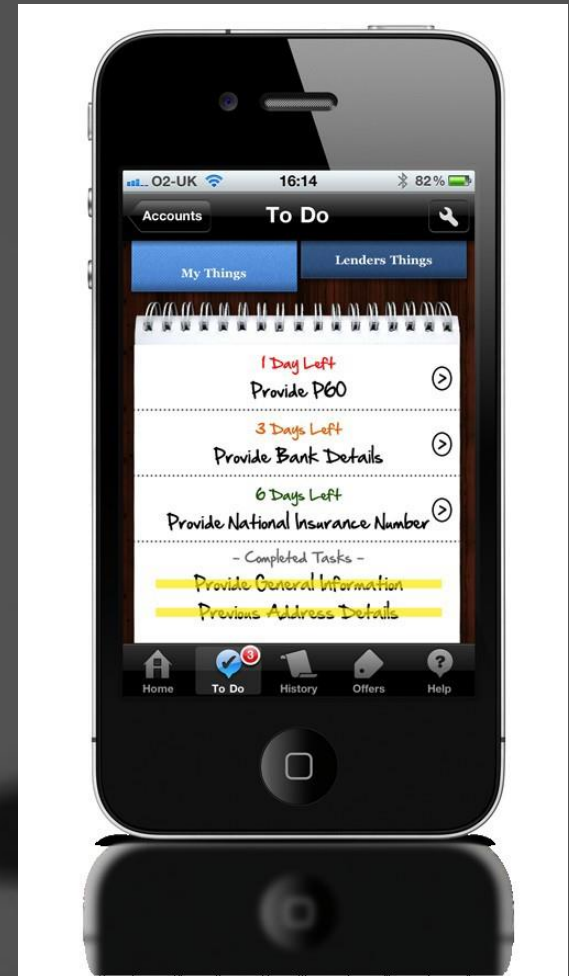 O2-UK 16:14 82%
Accounts To Do
My Things Lenders Things
1 Day Left
Provide P60
3 Days Left
Provide Bank Details
6 Days Left
Provide National Insurance Number
- Completed Tasks -
Provide General Information
Previous Address Details
3
Home To Do History Offers Help